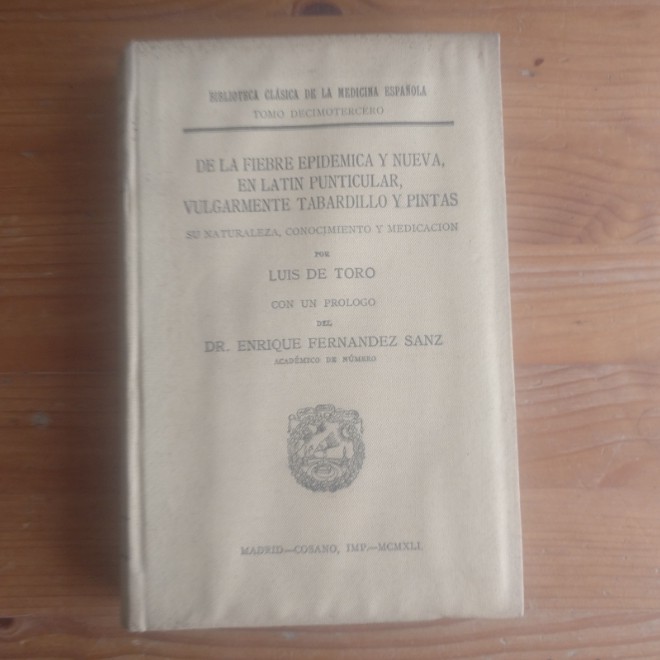 BIBLIOTECA CLÁSICA DE LA MEDICINA ESPAÑOLA
TOMO DECIMOTERCERO
DE LA FIEBRE EPIDEMICA Y NUEVA,
EN LATIN PUNTICULAR,
VULGARMENTE TABARDILLO Y PINTAS
SU NATURALEZA, CONOCIMIENTO Y MEDICACION
POR
LUIS DE TORO
CON UN PROLOGO
DEL
DR. ENRIQUE FERNANDEZ SANZ
ACADÉMICO DE NÚMERO
MADRID—COSANO, IMP.—MCMXLI.